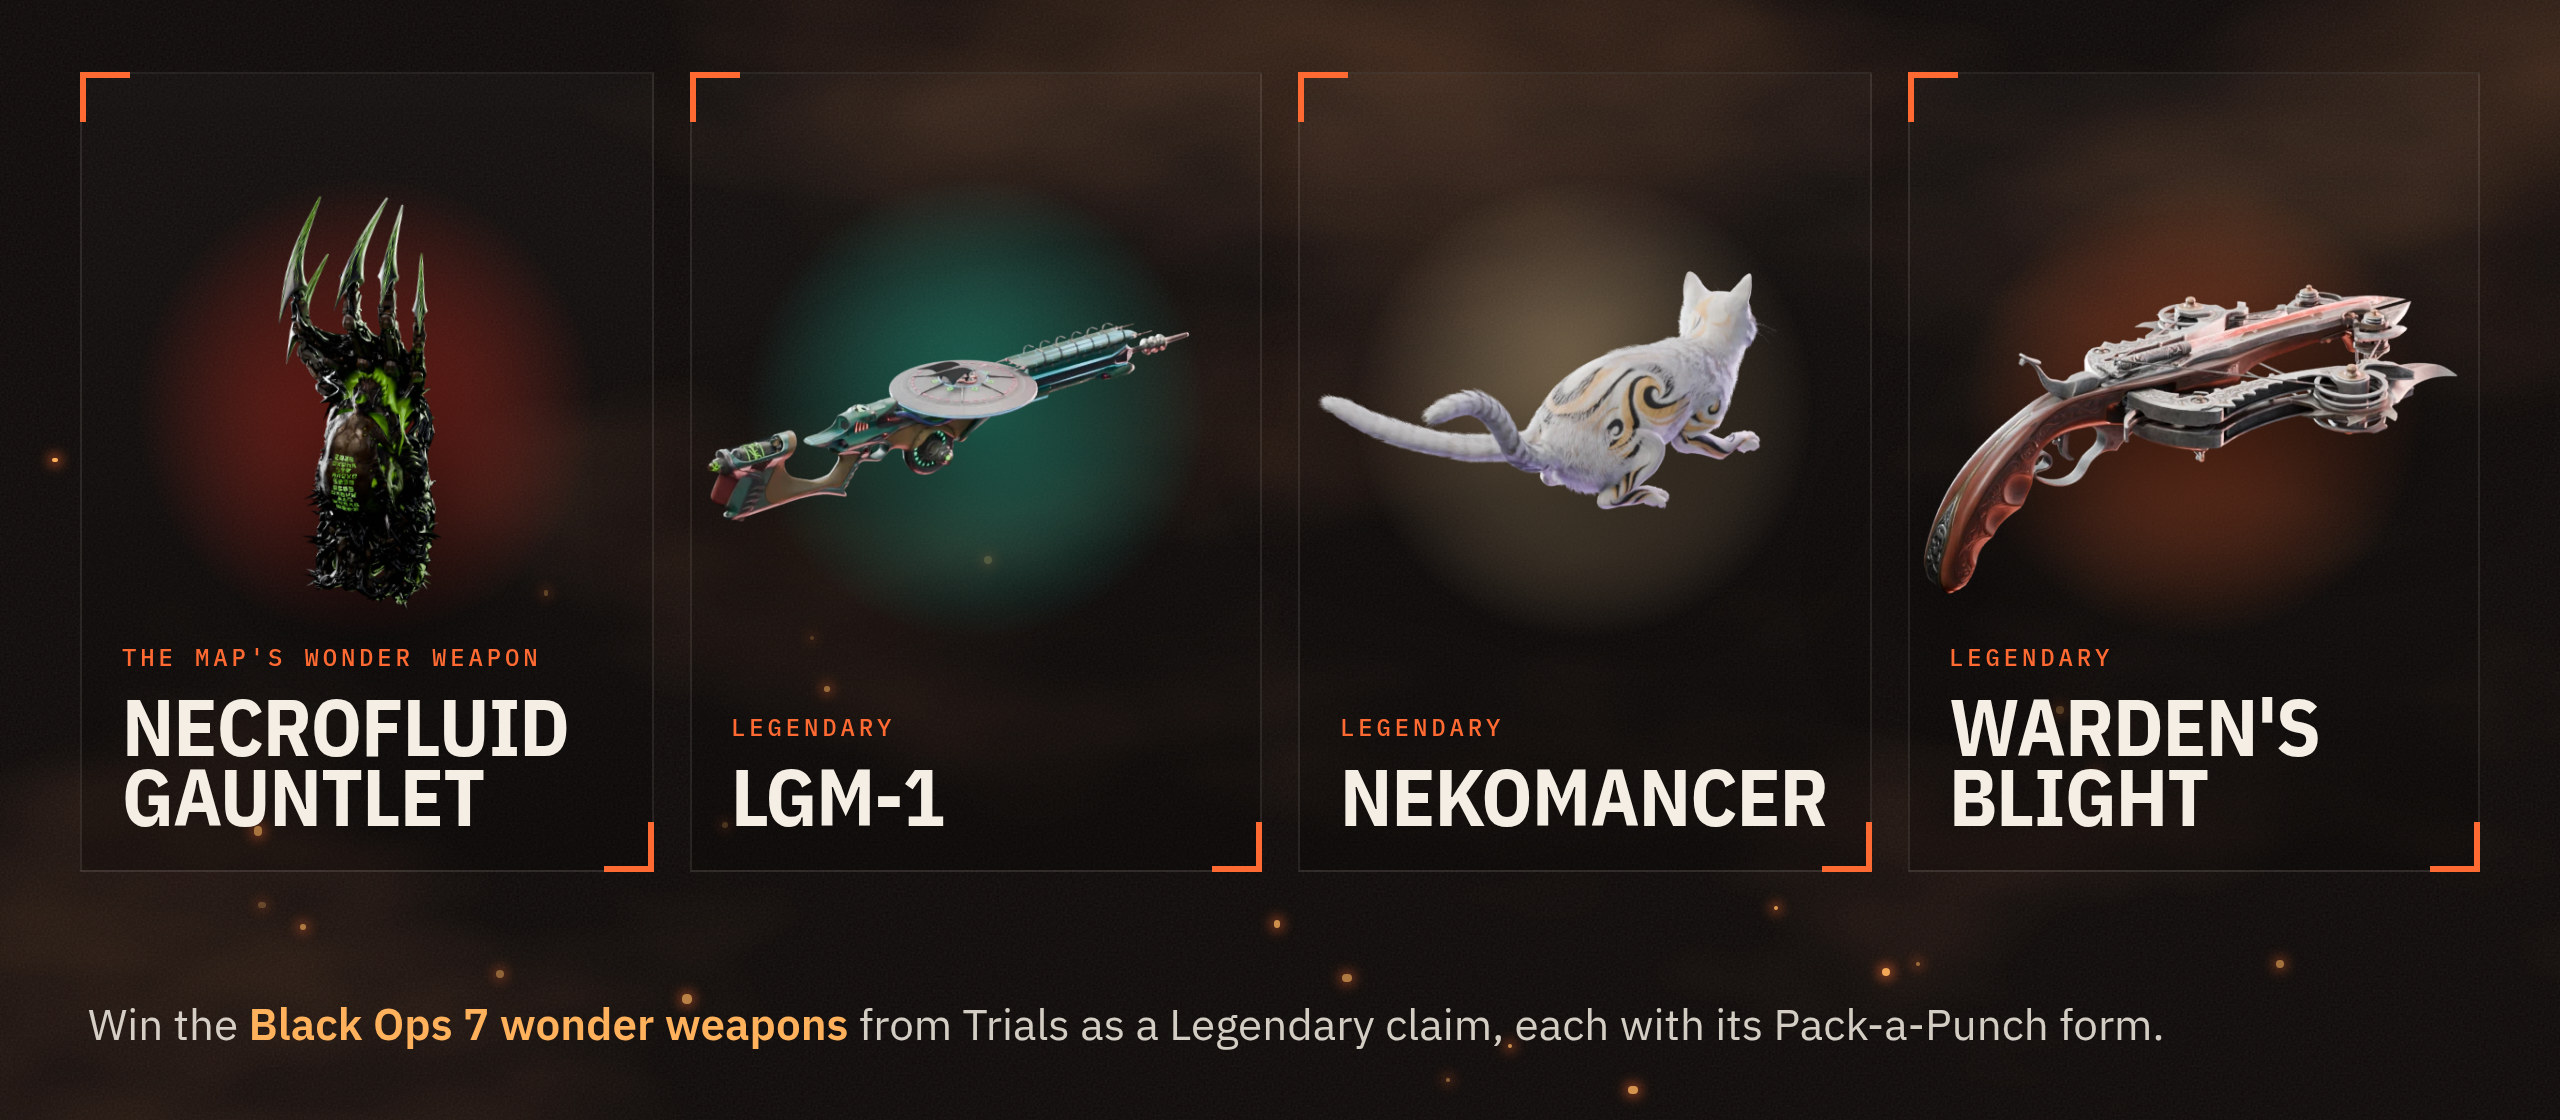 THE MAP'S WONDER WEAPON
NECROFLUID
GAUNTLET
LEGENDARY
LGM-1
LEGENDARY
NEKOMANCER
LEGENDARY
WARDEN'S
BLIGHT
Win the Black Ops 7 wonder weapons from Trials as a Legendary claim, each with its Pack-a-Punch form.